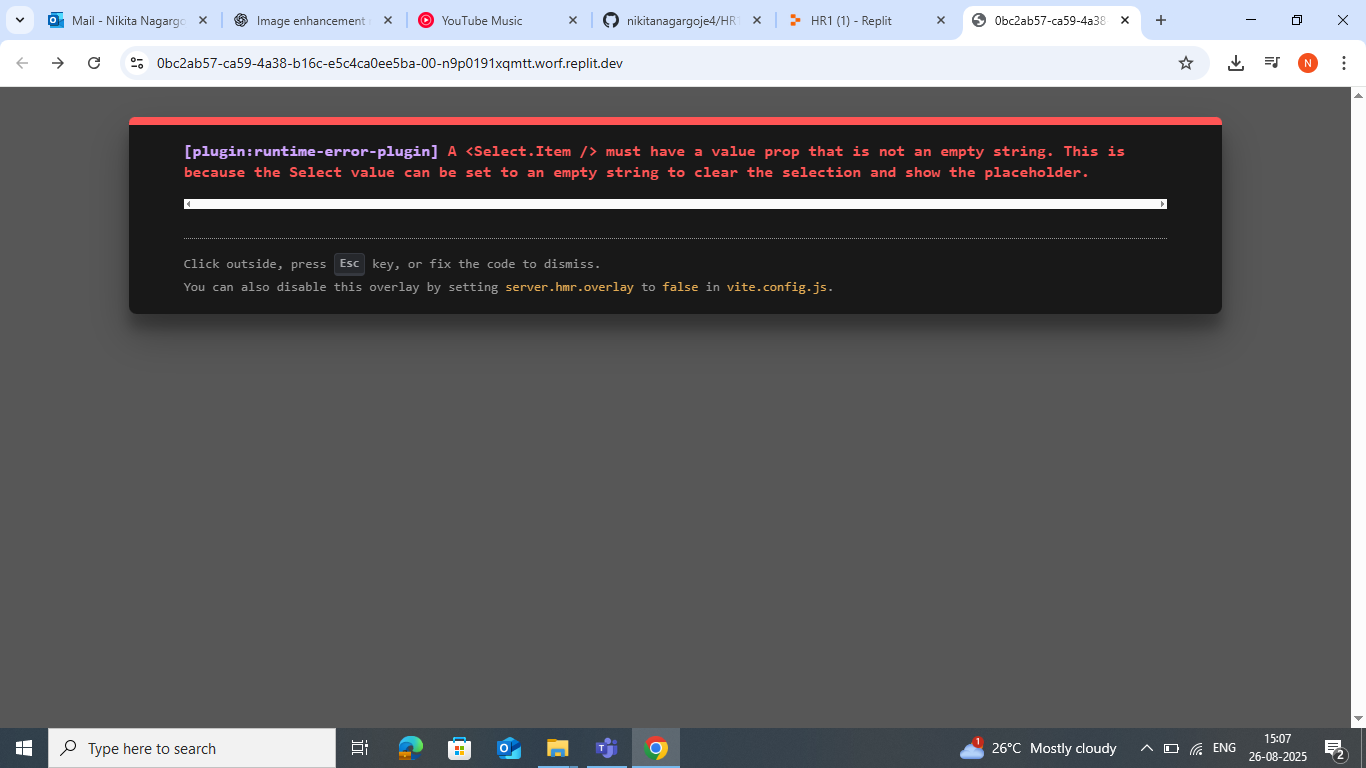 Mail - Nikita Nagargo
Image enhancement
YouTube Music
nikitanagargoje4/HR1
HR1 (1) - Replit
0bc2ab57-ca59-4a38
0bc2ab57-ca59-4a38-b16c-e5c4ca0ee5ba-00-n9p0191xqmtt.worf.replit.dev
N
[plugin:runtime-error-plugin] A <Select.Item /> must have a value prop that is not an empty string. This is
because the Select value can be set to an empty string to clear the selection and show the placeholder.
Click outside, press Esc key, or fix the code to dismiss.
You can also disable this overlay by setting server.hmr.overlay to false in vite.config.js.
Type here to search
1
26°C Mostly cloudy
ENG
15:07
26-08-2025
2